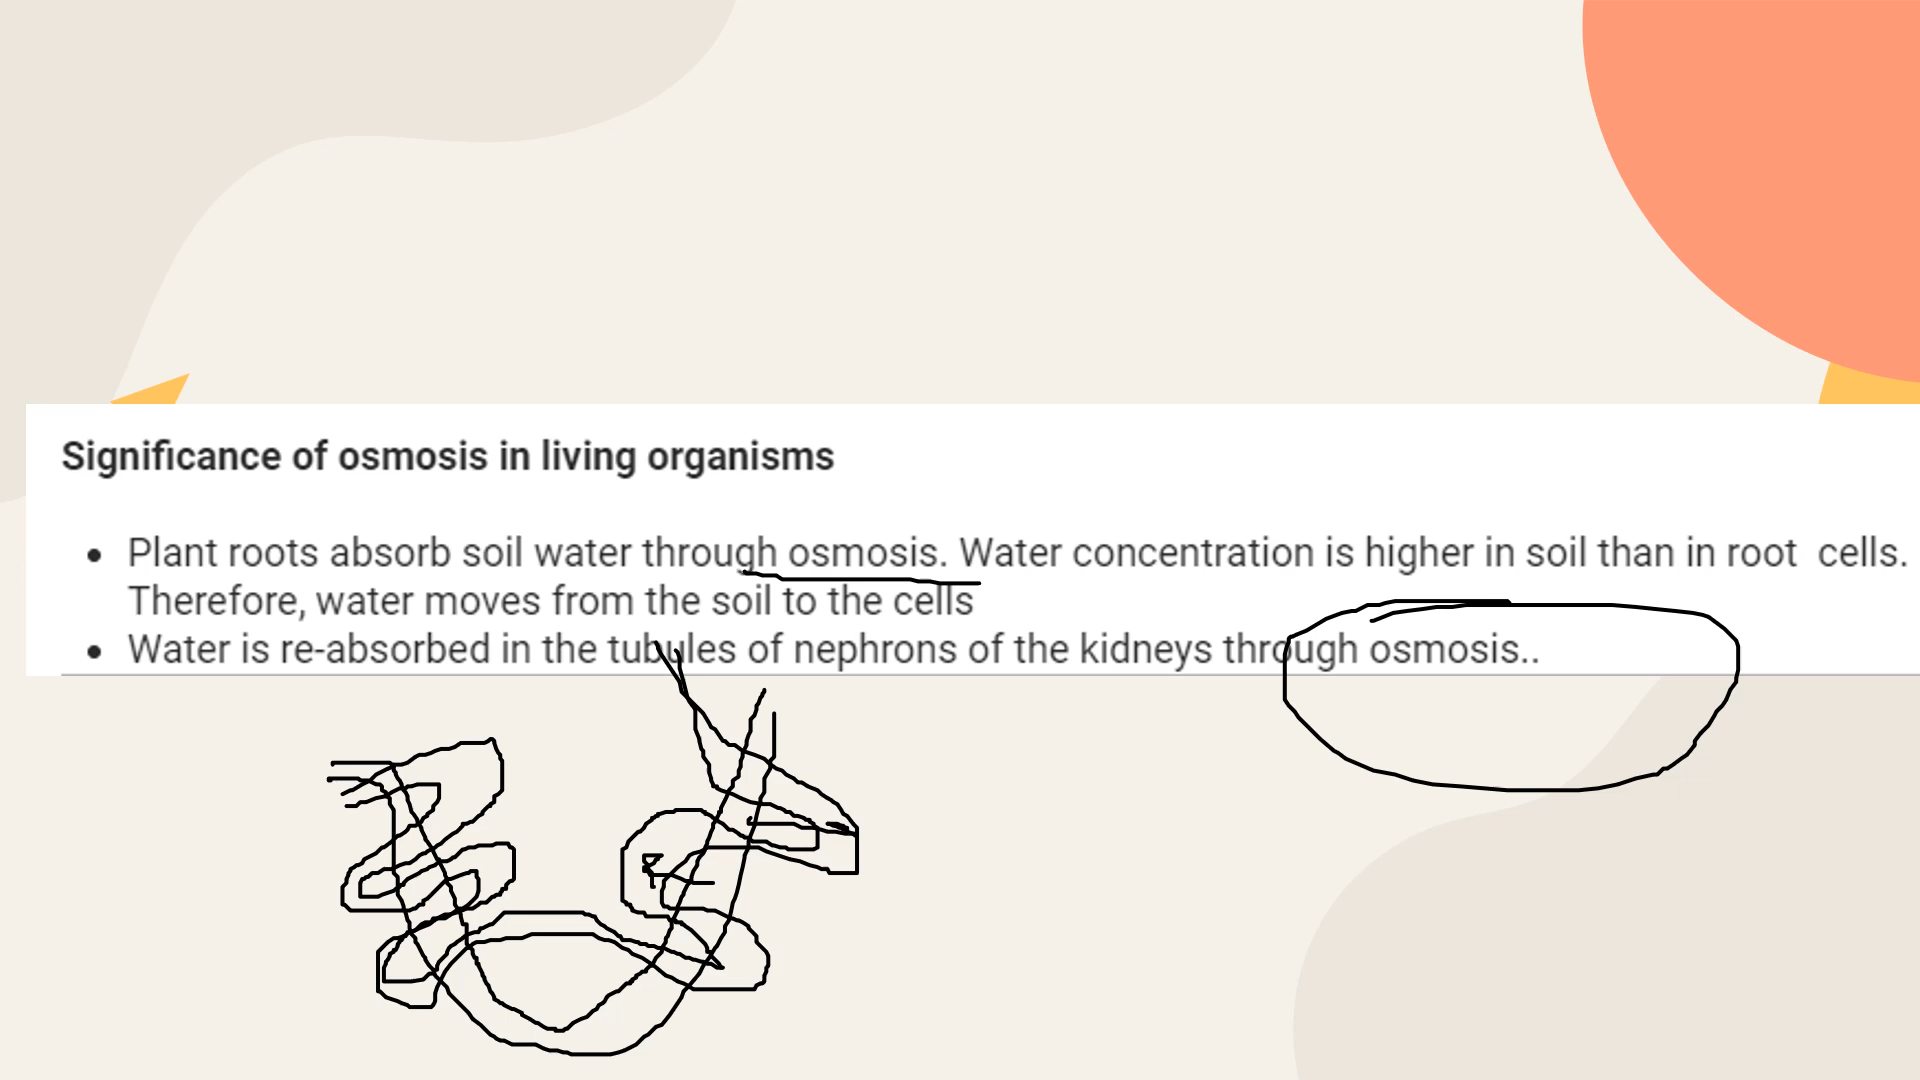 Significance of osmosis in living organisms
• Plant roots absorb soil water through osmosis. Water concentration is higher in soil than in root cells.
Therefore, water moves from the soil to the cells
• Water is re-absorbed in the tubules of nephrons of the kidneys through osmosis..